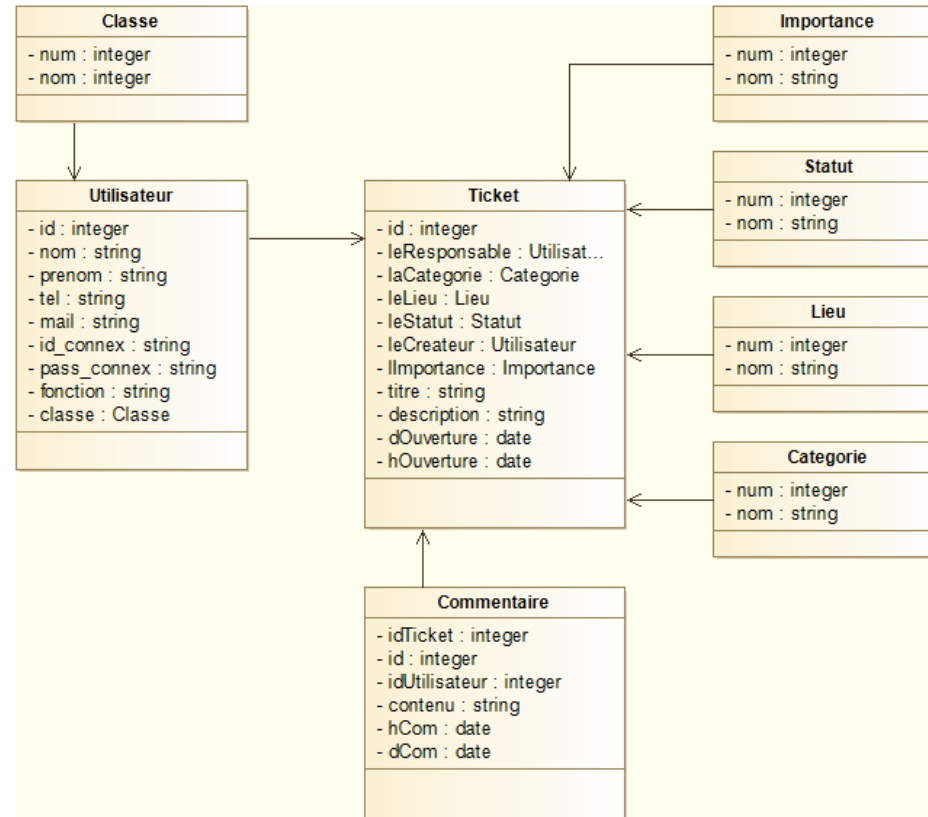 Classe
- num : integer
- nom : integer
Importance
- num : integer
- nom : string
Statut
- num : integer
- nom : string
Utilisateur
- id : integer
- nom : string
- prenom : string
- tel : string
- mail : string
- id_connex : string
- pass_connex : string
- fonction : string
- classe : Classe
Ticket
- id : integer
- leResponsable : Utilisat...
- laCategorie : Categorie
- leLieu : Lieu
- leStatut : Statut
- leCreateur : Utilisateur
- lImportance : Importance
- titre : string
- description : string
- dOuverture : date
- hOuverture : date
Lieu
- num : integer
- nom : string
Categorie
- num : integer
- nom : string
Commentaire
- idTicket : integer
- id : integer
- idUtilisateur : integer
- contenu : string
- hCom : date
- dCom : date